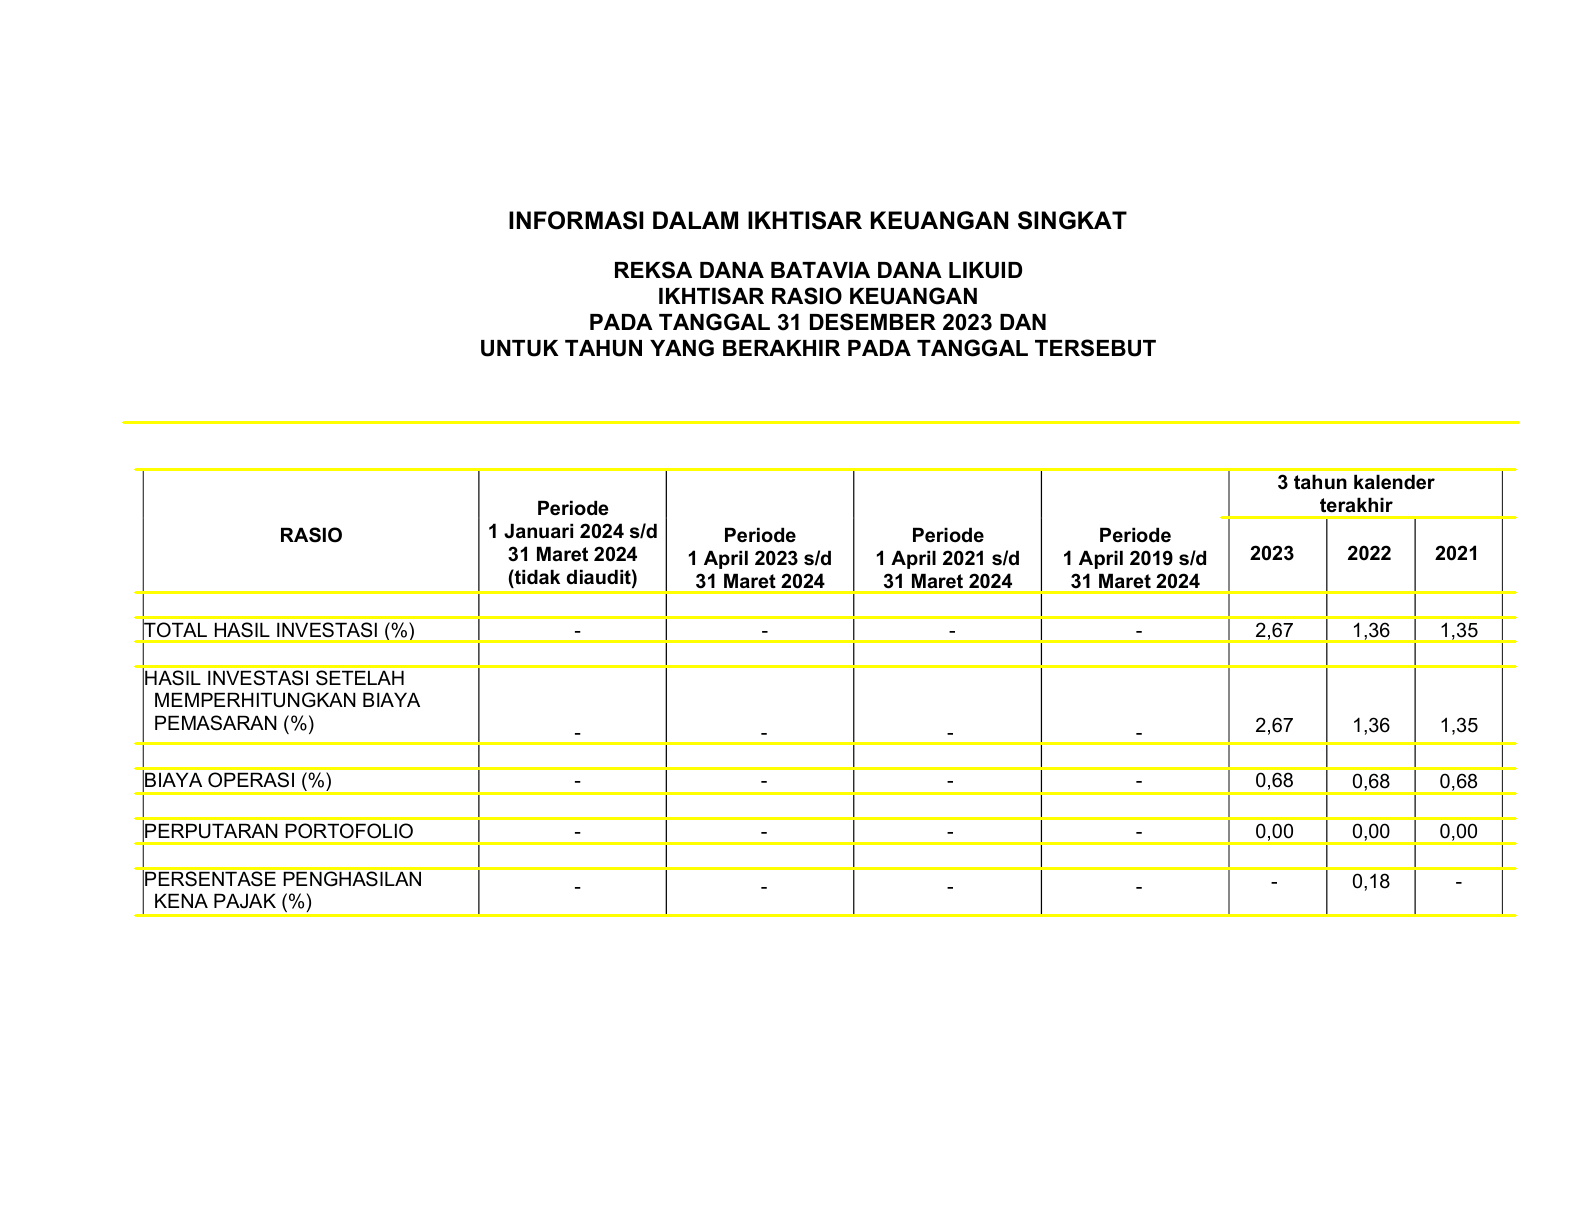 INFORMASI DALAM IKHTISAR KEUANGAN SINGKAT
REKSA DANA BATAVIA DANA LIKUID
IKHTISAR RASIO KEUANGAN
PADA TANGGAL 31 DESEMBER 2023 DAN
UNTUK TAHUN YANG BERAKHIR PADA TANGGAL TERSEBUT
RASIO
Periode
1 Januari 2024 s/d
31 Maret 2024
(tidak diaudit)
Periode
1 April 2023 s/d
31 Maret 2024
Periode
1 April 2021 s/d
31 Maret 2024
Periode
1 April 2019 s/d
31 Maret 2024
3 tahun kalender
terakhir
2023 2022 2021
TOTAL HASIL INVESTASI (%) - - - - 2,67 1,36 1,35
HASIL INVESTASI SETELAH
MEMPERHITUNGKAN BIAYA
PEMASARAN (%) - - - - 2,67 1,36 1,35
BIAYA OPERASI (%) - - - - 0,68 0,68 0,68
PERPUTARAN PORTOFOLIO - - - - 0,00 0,00 0,00
PERSENTASE PENGHASILAN - - - - - 0,18 -
KENA PAJAK (%)